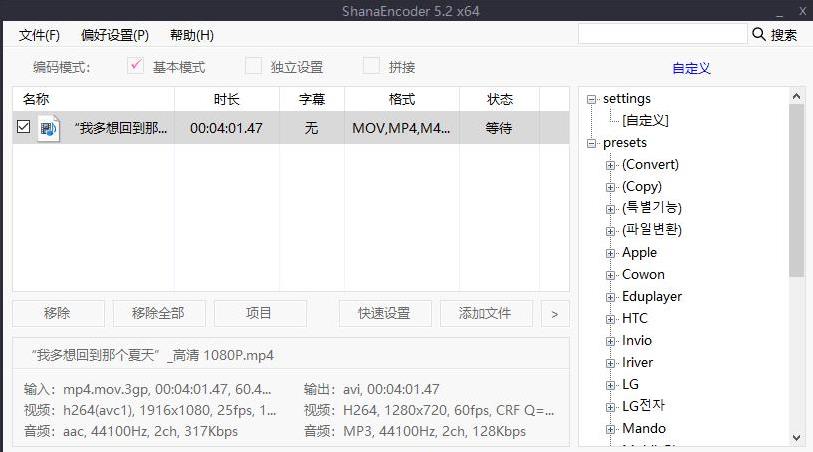 ShanaEncoder 5.2 x64
文件(F) 偏好设置(P) 帮助(H) 搜索
编码模式: 基本模式 独立设置 拼接 自定义
名称 时长 字幕 格式 状态
“我多想回到那... 00:04:01.47 无 MOV,MP4,M4... 等待
settings
[自定义]
presets
(Convert)
(Copy)
(특별기능)
(파일변환)
Apple
Cowon
Eduplayer
HTC
Invio
Iriver
LG
LG전자
Mando
移除 移除全部 项目 快速设置 添加文件 >
“我多想回到那个夏天”_高清 1080P.mp4
输入: mp4.mov.3gp, 00:04:01.47, 60.4... 输出: avi, 00:04:01.47
视频: h264(avc1), 1916x1080, 25fps, 1... 视频: H264, 1280x720, 60fps, CRF Q=...
音频: aac, 44100Hz, 2ch, 317Kbps 音频: MP3, 44100Hz, 2ch, 128Kbps